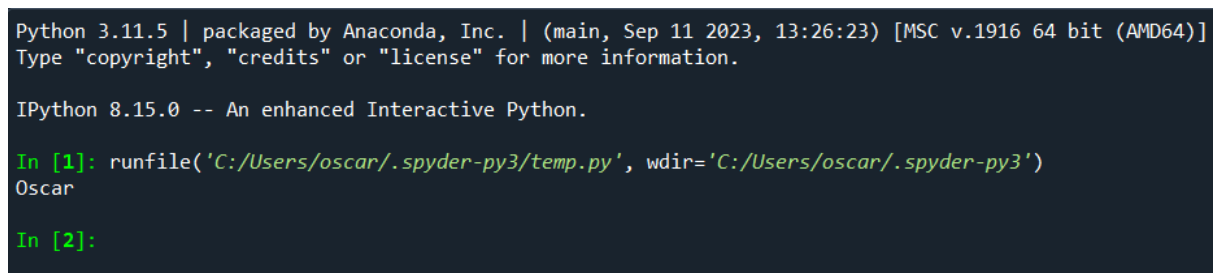 Python 3.11.5 | packaged by Anaconda, Inc. | (main, Sep 11 2023, 13:26:23) [MSC v.1916 64 bit (AMD64)]
Type "copyright", "credits" or "license" for more information.
IPython 8.15.0 -- An enhanced Interactive Python.
In [1]: runfile('C:/Users/oscar/.spyder-py3/temp.py', wdir='C:/Users/oscar/.spyder-py3')
Oscar
In [2]: